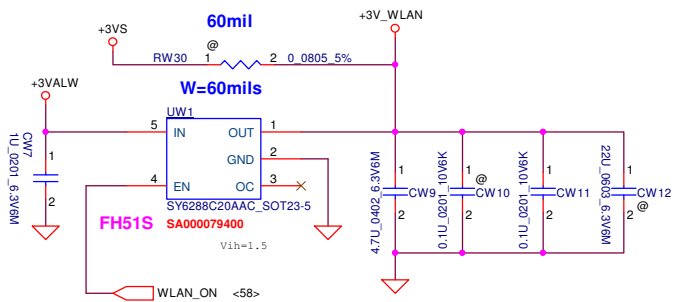 60mil
+3VS
+3V_WLAN
@
RW30 1 2 0_0805_5%
W=60mils
+3VALW
UW1
5 IN OUT 1
GND 2
4 EN OC 3
SY6288C20AAC_SOT23-5
FH51S SA000079400
Vih=1.5
CW7
1U_0201_6.3V6M
1
2
4.7U_0402_6.3V6M
1
2
CW9
0.1U_0201_10V6K
1
2
@
CW10
0.1U_0201_10V6K
1
2
CW11
22U_0603_6.3V6M
1
2
CW12
@
WLAN_ON <58>